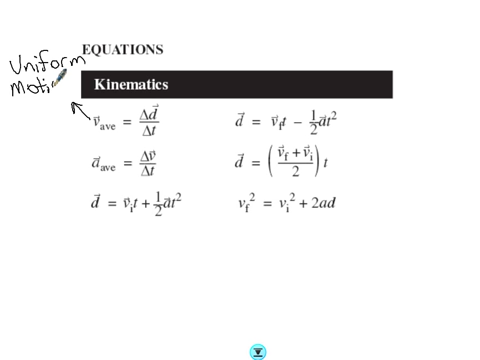 EQUATIONS
Uniform
Moti
Kinematics
v⃗ave = Δd⃗/Δt
d⃗ = v⃗ft − 1/2a⃗t²
a⃗ave = Δv⃗/Δt
d⃗ = (v⃗f + v⃗i / 2) t
d⃗ = v⃗it + 1/2a⃗t²
vf² = vi² + 2ad